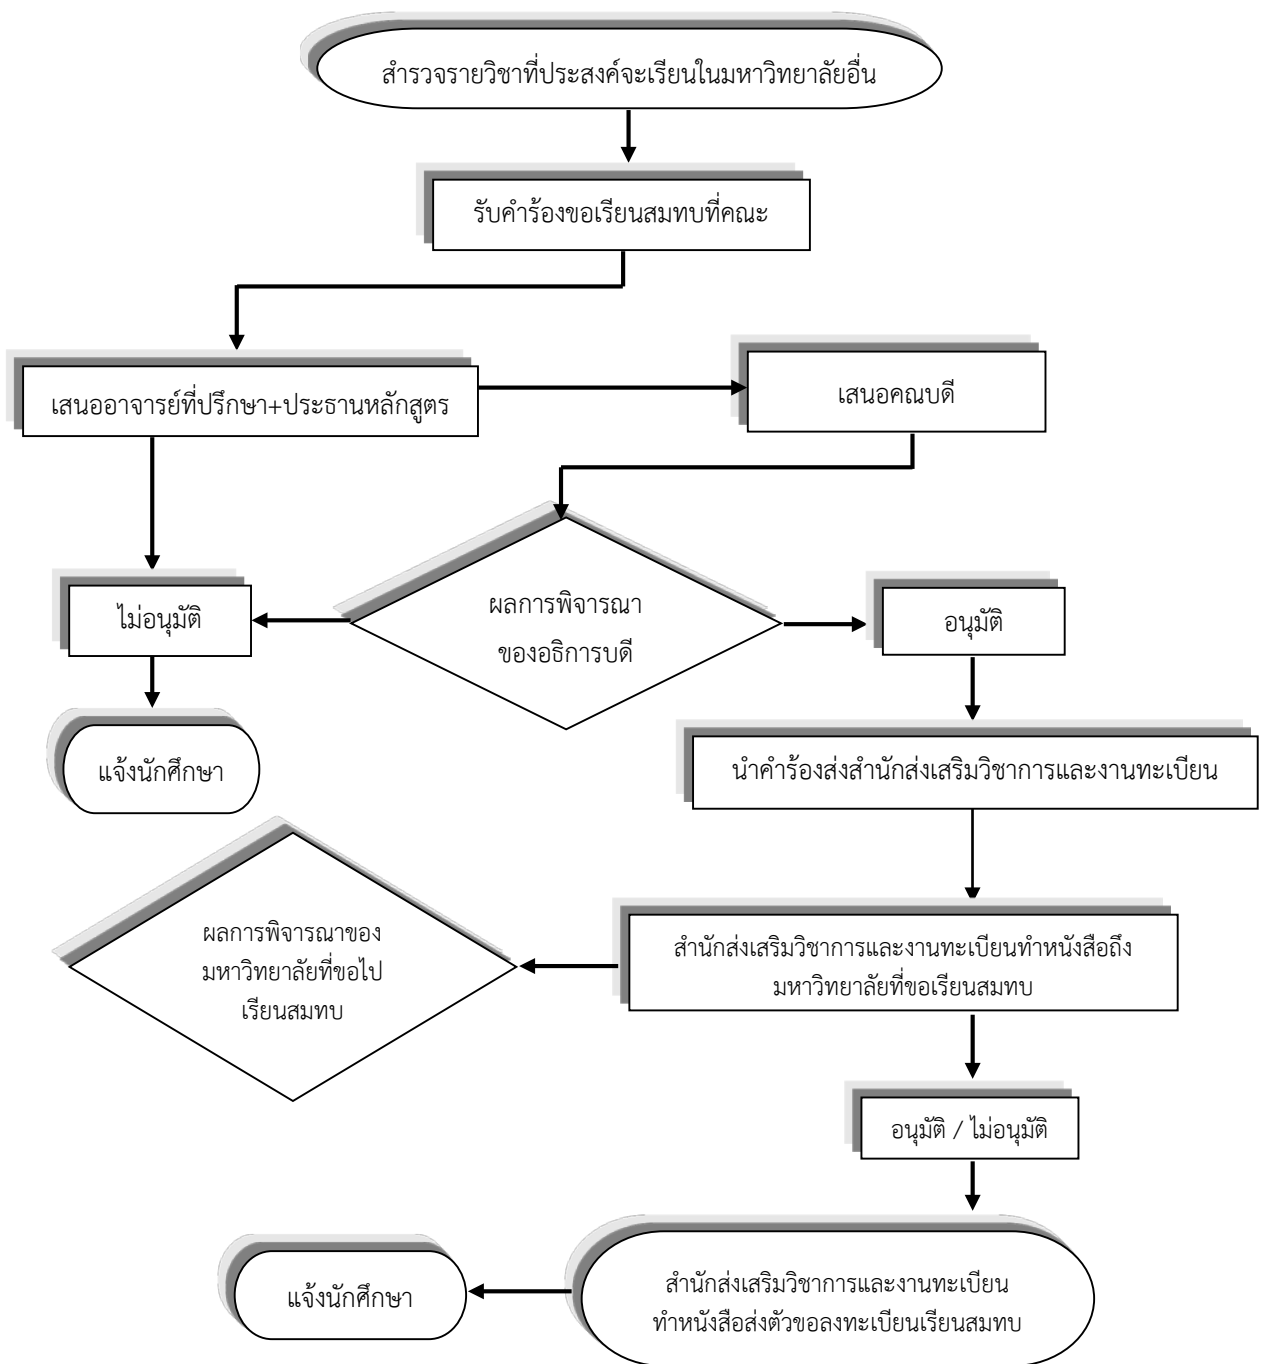 สำรวจรายวิชาที่ประสงค์จะเรียนในมหาวิทยาลัยอื่น
รับคำร้องขอเรียนสมทบที่คณะ
เสนออาจารย์ที่ปรึกษา+ประธานหลักสูตร
เสนอคณบดี
ผลการพิจารณา
ของอธิการบดี
ไม่อนุมัติ
อนุมัติ
แจ้งนักศึกษา
นำคำร้องส่งสำนักส่งเสริมวิชาการและงานทะเบียน
สำนักส่งเสริมวิชาการและงานทะเบียนทำหนังสือถึง
มหาวิทยาลัยที่ขอเรียนสมทบ
ผลการพิจารณาของ
มหาวิทยาลัยที่ขอไป
เรียนสมทบ
อนุมัติ / ไม่อนุมัติ
สำนักส่งเสริมวิชาการและงานทะเบียน
ทำหนังสือส่งตัวขอลงทะเบียนเรียนสมทบ
แจ้งนักศึกษา